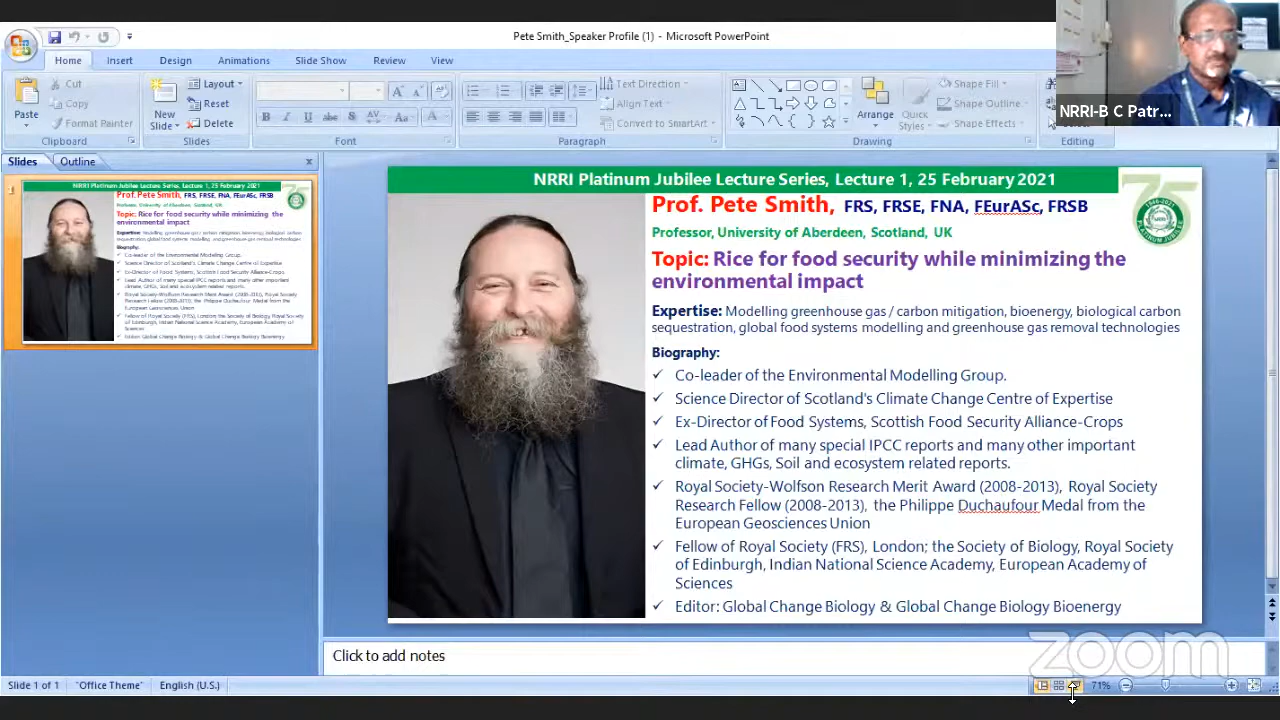 Pete Smith_Speaker Profile (1) - Microsoft PowerPoint
Home Insert Design Slide Show Animations Review View
Cut
Copy
Format Painter
Paste
Clipboard
New Slide
Layout
Reset
Delete
Slides
Font
Paragraph
Text Direction
Align Text
Convert to SmartArt
Arrange
Quick Styles
Shape Fill
Shape Outline
Shape Effects
Drawing
Editing
NRRI-B C Patr...
Slides Outline
1
NRRI Platinum Jubilee Lecture Series, Lecture 1, 25 February 2021
Prof. Pete Smith, FRS, FRSE, FNA, FEurASc, FRSB
Professor, University of Aberdeen, Scotland, UK
Topic: Rice for food security while minimizing the
environmental impact
Expertise: Modelling greenhouse gas / carbon mitigation, bioenergy, biological carbon
sequestration, global food systems modelling and greenhouse gas removal technologies
Biography:
✓ Co-leader of the Environmental Modelling Group.
✓ Science Director of Scotland's Climate Change Centre of Expertise
✓ Ex-Director of Food Systems, Scottish Food Security Alliance-Crops
✓ Lead Author of many special IPCC reports and many other important
climate, GHGs, Soil and ecosystem related reports.
✓ Royal Society-Wolfson Research Merit Award (2008-2013), Royal Society
Research Fellow (2008-2013), the Philippe Duchaufour Medal from the
European Geosciences Union
✓ Fellow of Royal Society (FRS), London; the Society of Biology, Royal Society
of Edinburgh, Indian National Science Academy, European Academy of
Sciences
✓ Editor: Global Change Biology & Global Change Biology Bioenergy
75
Click to add notes
zoom
Slide 1 of 1 "Office Theme" English (U.S.) 71%